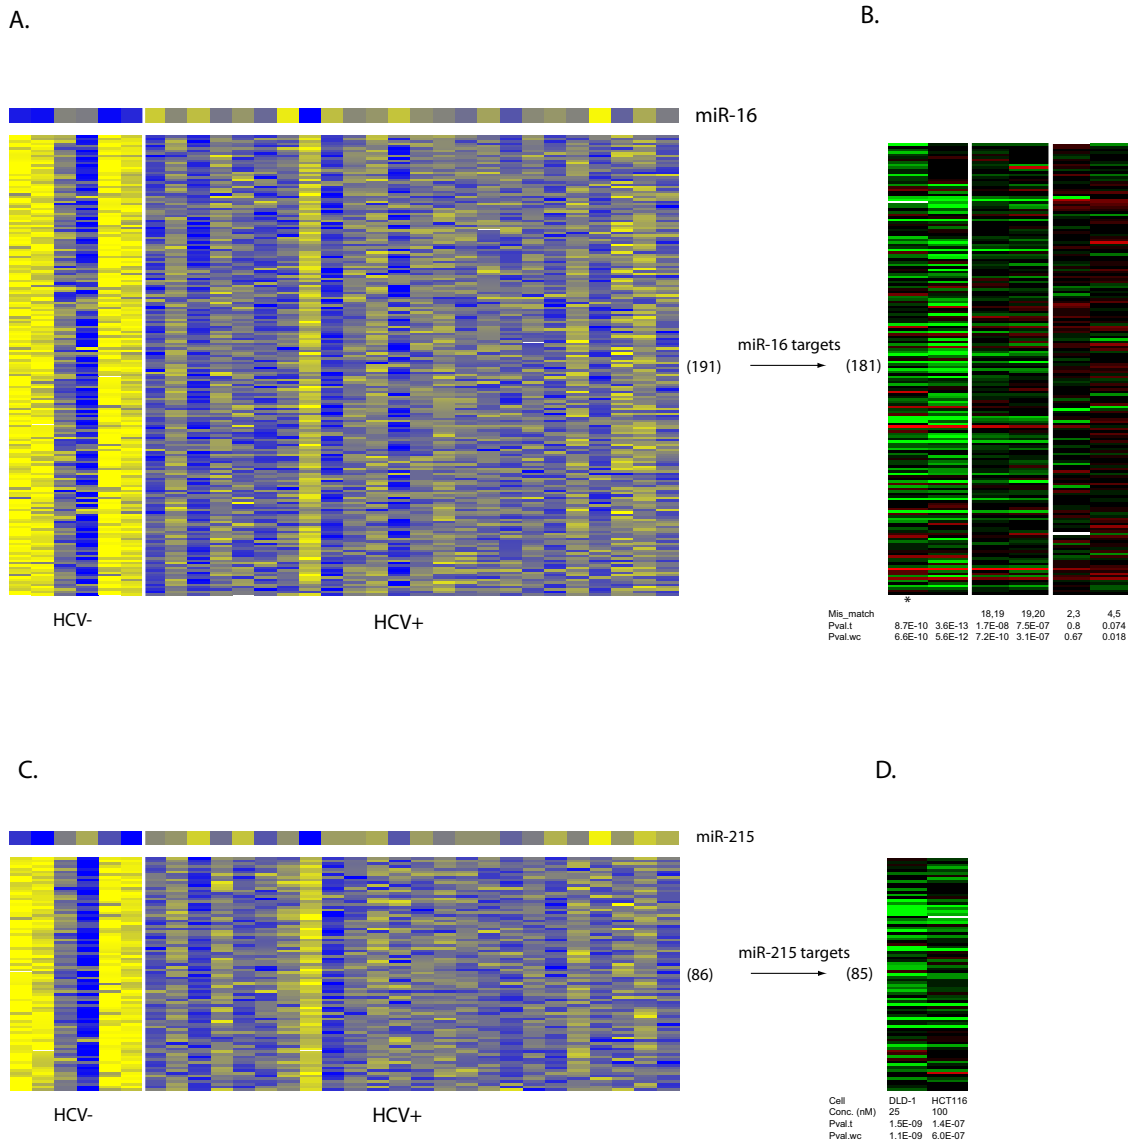 A.
B.
miR-16
(191)
miR-16 targets
(181)
HCV-
HCV+
*
Mis_match 18,19 19,20 2,3 4,5
Pval.t 8.7E-10 3.6E-13 1.7E-08 7.5E-07 0.8 0.074
Pval.wc 6.6E-10 5.6E-12 7.2E-10 3.1E-07 0.67 0.018
C.
D.
miR-215
(86)
miR-215 targets
(85)
HCV-
HCV+
Cell DLD-1 HCT116
Conc. (nM) 25 100
Pval.t 1.5E-09 1.4E-07
Pval.wc 1.1E-09 6.0E-07